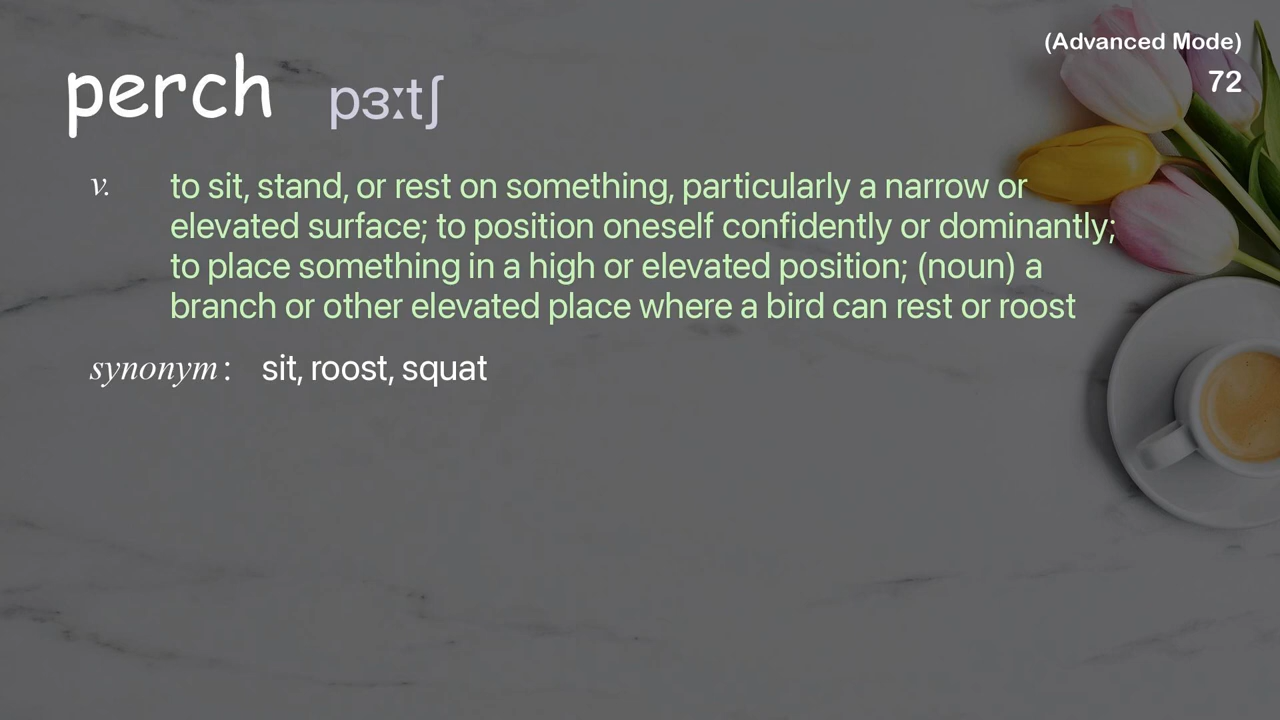 (Advanced Mode)
72
perch pɜːtʃ
v. to sit, stand, or rest on something, particularly a narrow or
elevated surface; to position oneself confidently or dominantly;
to place something in a high or elevated position; (noun) a
branch or other elevated place where a bird can rest or roost
synonym: sit, roost, squat